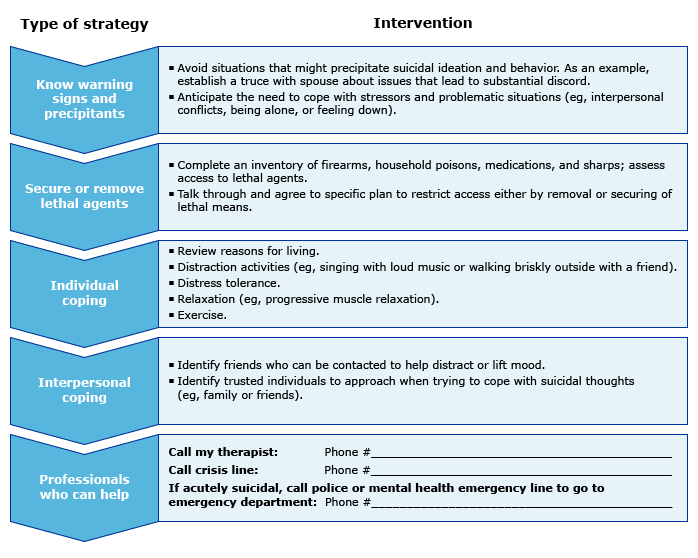 Type of strategy
Intervention
Know warning
signs and
precipitants
▪ Avoid situations that might precipitate suicidal ideation and behavior. As an example,
establish a truce with spouse about issues that lead to substantial discord.
▪ Anticipate the need to cope with stressors and problematic situations (eg, interpersonal
conflicts, being alone, or feeling down).
Secure or remove
lethal agents
▪ Complete an inventory of firearms, household poisons, medications, and sharps; assess
access to lethal agents.
▪ Talk through and agree to specific plan to restrict access either by removal or securing of
lethal means.
Individual
coping
▪ Review reasons for living.
▪ Distraction activities (eg, singing with loud music or walking briskly outside with a friend).
▪ Distress tolerance.
▪ Relaxation (eg, progressive muscle relaxation).
▪ Exercise.
Interpersonal
coping
▪ Identify friends who can be contacted to help distract or lift mood.
▪ Identify trusted individuals to approach when trying to cope with suicidal thoughts
(eg, family or friends).
Professionals
who can help
Call my therapist: Phone #
Call crisis line: Phone #
If acutely suicidal, call police or mental health emergency line to go to
emergency department: Phone #